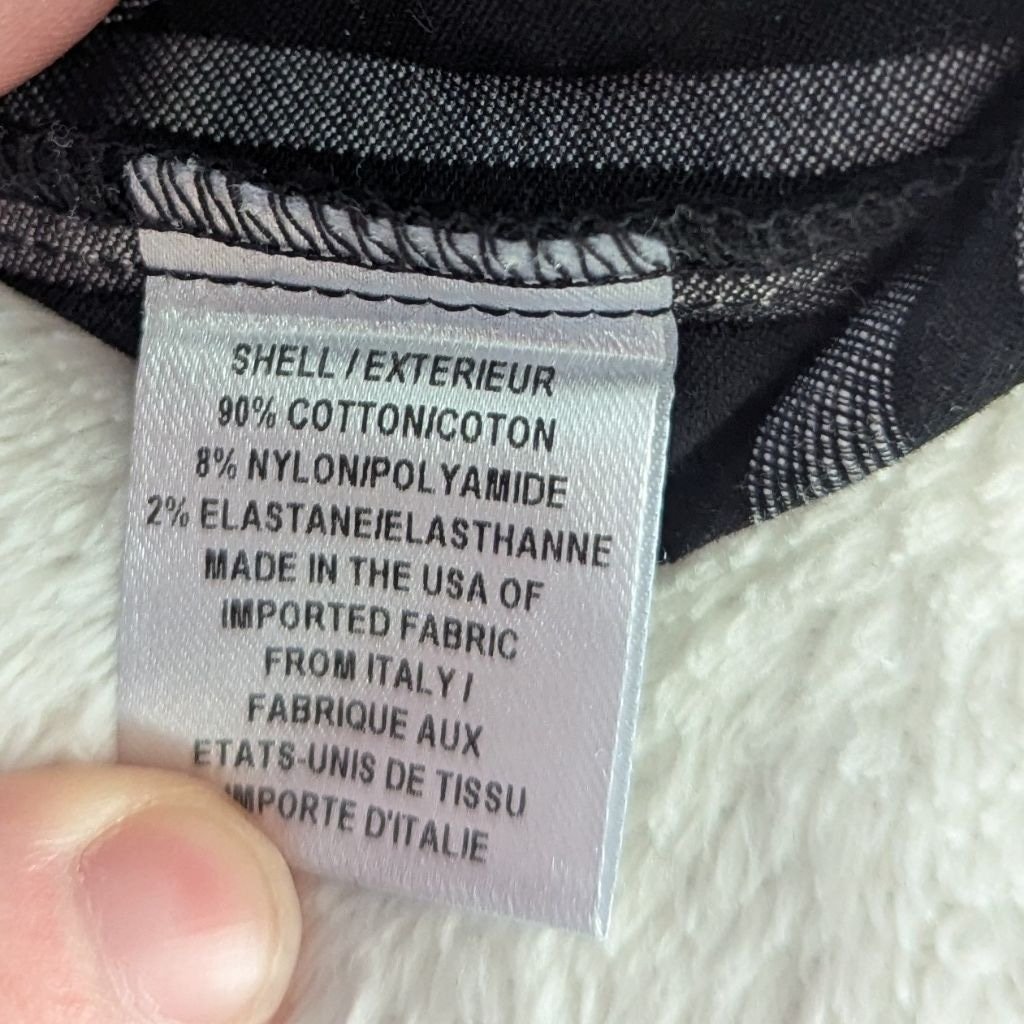 SHELL / EXTERIEUR
90% COTTON/COTON
8% NYLON/POLYAMIDE
2% ELASTANE/ELASTHANNE
MADE IN THE USA OF
IMPORTED FABRIC
FROM ITALY /
FABRIQUE AUX
ETATS-UNIS DE TISSU
IMPORTE D'ITALIE